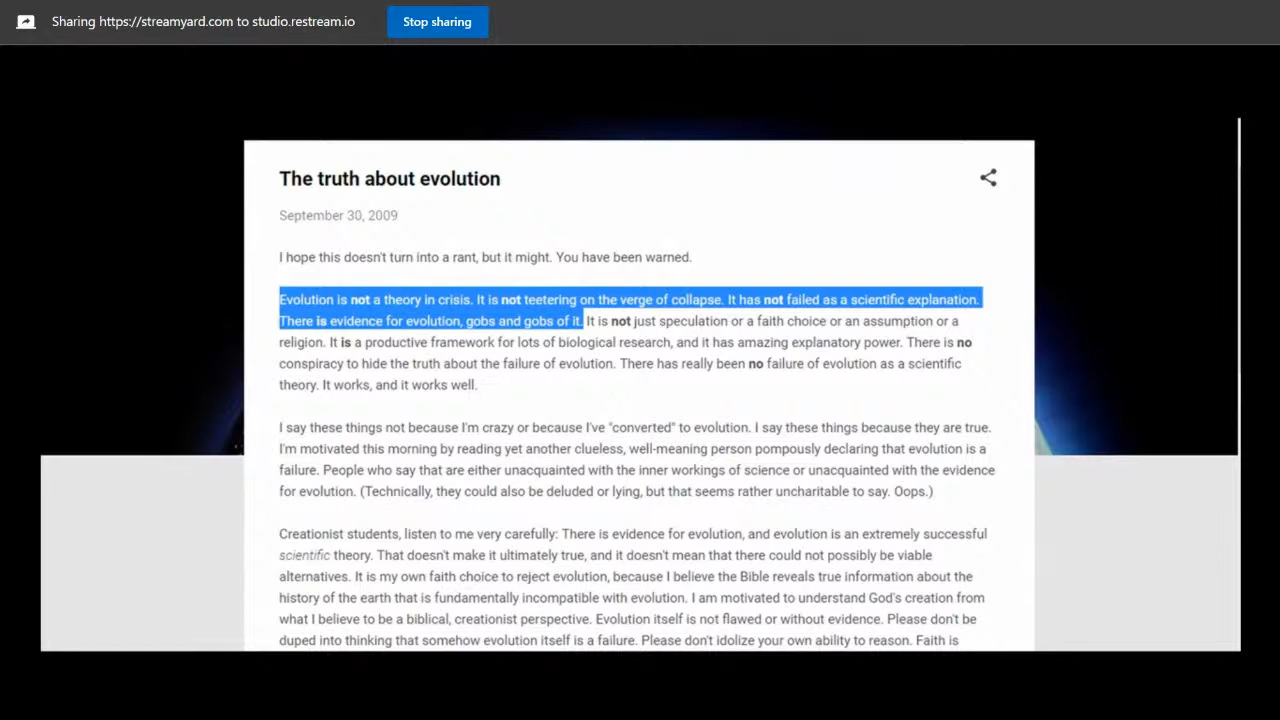 Sharing https://streamyard.com to studio.restream.io
Stop sharing
The truth about evolution
September 30, 2009
I hope this doesn't turn into a rant, but it might. You have been warned.
Evolution is not a theory in crisis. It is not teetering on the verge of collapse. It has not failed as a scientific explanation.
There is evidence for evolution, gobs and gobs of it. It is not just speculation or a faith choice or an assumption or a
religion. It is a productive framework for lots of biological research, and it has amazing explanatory power. There is no
conspiracy to hide the truth about the failure of evolution. There has really been no failure of evolution as a scientific
theory. It works, and it works well.
I say these things not because I'm crazy or because I've "converted" to evolution. I say these things because they are true.
I'm motivated this morning by reading yet another clueless, well-meaning person pompously declaring that evolution is a
failure. People who say that are either unacquainted with the inner workings of science or unacquainted with the evidence
for evolution. (Technically, they could also be deluded or lying, but that seems rather uncharitable to say. Oops.)
Creationist students, listen to me very carefully: There is evidence for evolution, and evolution is an extremely successful
scientific theory. That doesn't make it ultimately true, and it doesn't mean that there could not possibly be viable
alternatives. It is my own faith choice to reject evolution, because I believe the Bible reveals true information about the
history of the earth that is fundamentally incompatible with evolution. I am motivated to understand God's creation from
what I believe to be a biblical, creationist perspective. Evolution itself is not flawed or without evidence. Please don't be
duped into thinking that somehow evolution itself is a failure. Please don't idolize your own ability to reason. Faith is